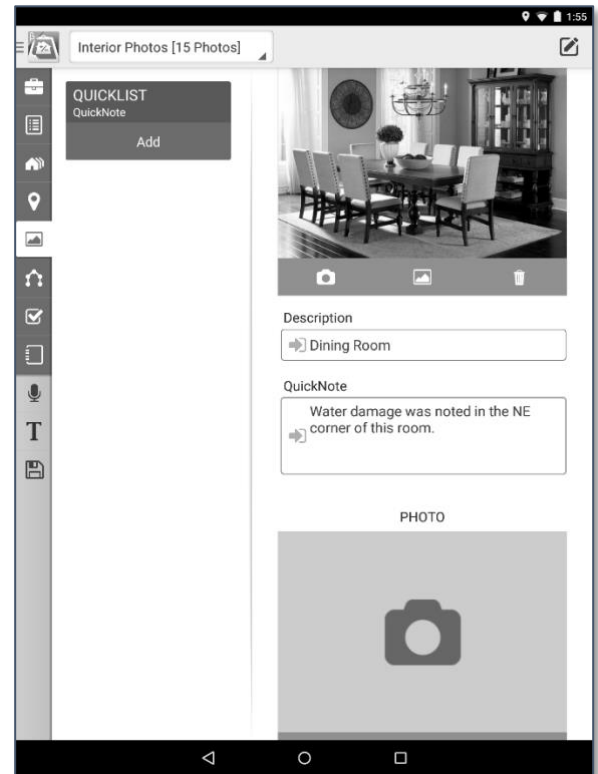 1:55
Interior Photos [15 Photos]
QUICKLIST
QuickNote
Add
Description
Dining Room
QuickNote
Water damage was noted in the NE
corner of this room.
T
PHOTO